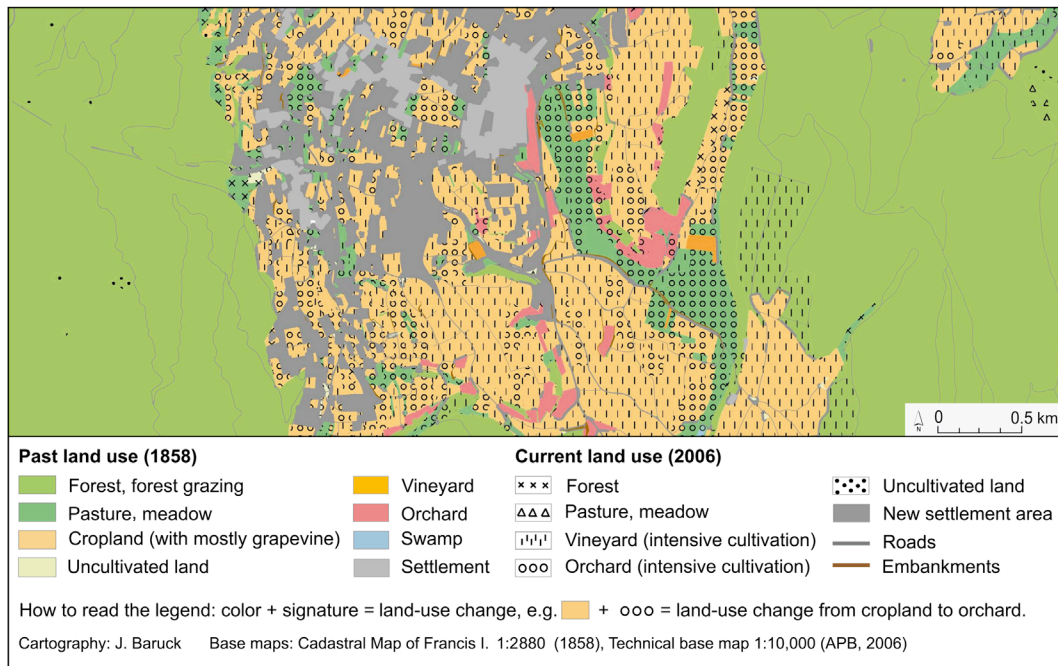 0 0.5 km
N
Past land use (1858) Current land use (2006)
Forest, forest grazing Vineyard Forest Uncultivated land
Pasture, meadow Orchard Pasture, meadow New settlement area
Cropland (with mostly grapevine) Swamp Vineyard (intensive cultivation) Roads
Uncultivated land Settlement Orchard (intensive cultivation) Embankments
How to read the legend: color + signature = land-use change, e.g. + ooo = land-use change from cropland to orchard.
Cartography: J. Baruck Base maps: Cadastral Map of Francis I. 1:2880 (1858), Technical base map 1:10,000 (APB, 2006)